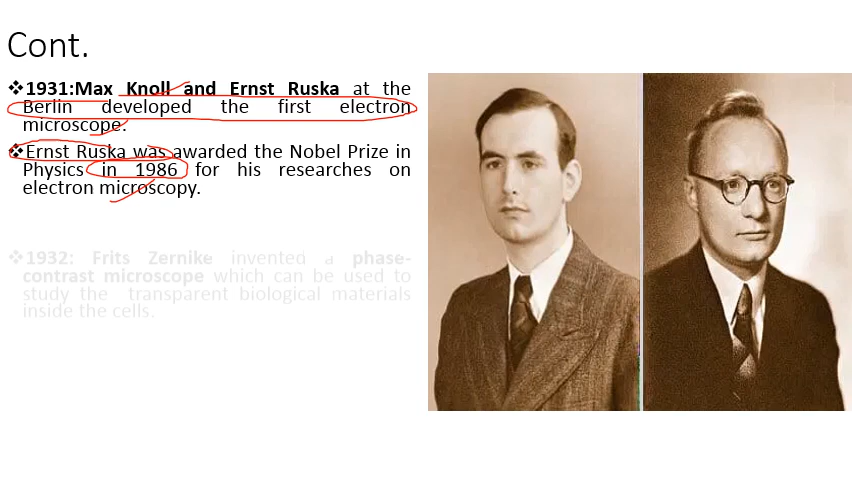 Cont.
❖1931:Max Knoll and Ernst Ruska at the
Berlin developed the first electron
microscope.
❖Ernst Ruska was awarded the Nobel Prize in
Physics in 1986 for his researches on
electron microscopy.
❖1932: Frits Zernike invented a phase-
contrast microscope which can be used to
study the transparent biological materials
inside the cells.